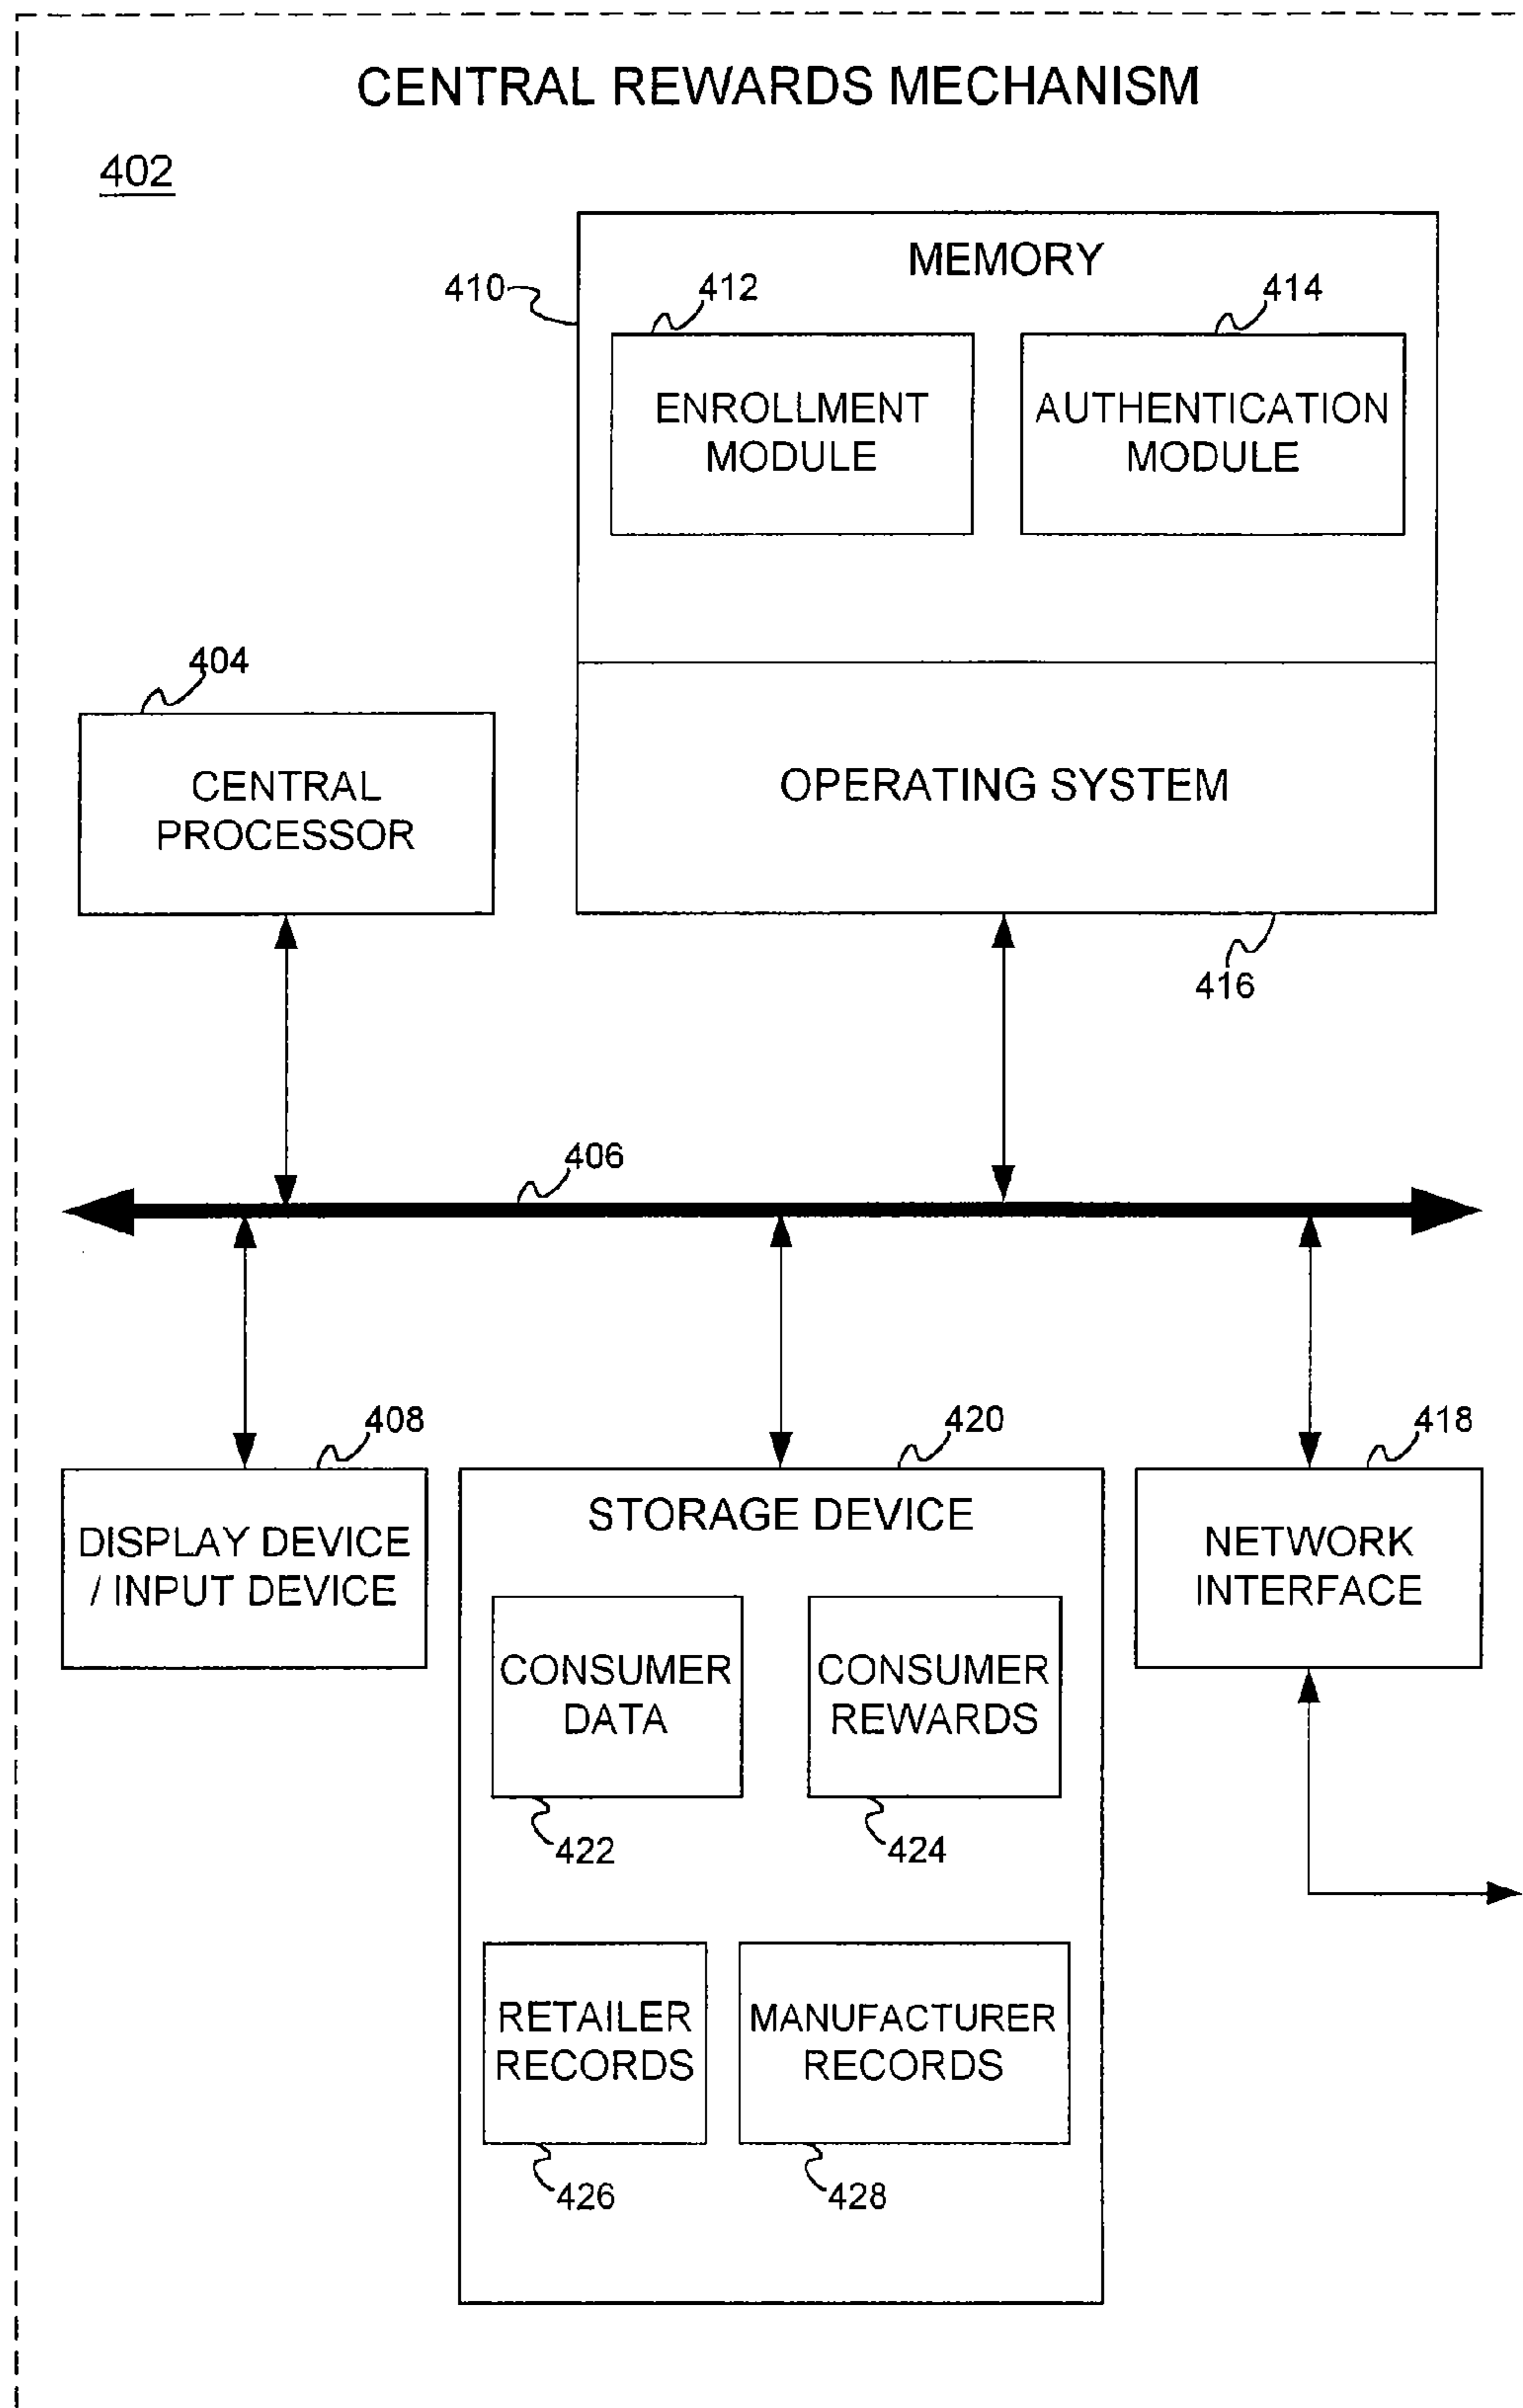 CENTRAL REWARDS MECHANISM
402
MEMORY
410
412
414
ENROLLMENT
MODULE
AUTHENTICATION
MODULE
404
CENTRAL
PROCESSOR
OPERATING SYSTEM
416
406
408
420
418
DISPLAY DEVICE
/ INPUT DEVICE
STORAGE DEVICE
NETWORK
INTERFACE
CONSUMER
DATA
CONSUMER
REWARDS
422
424
RETAILER
RECORDS
MANUFACTURER
RECORDS
426
428